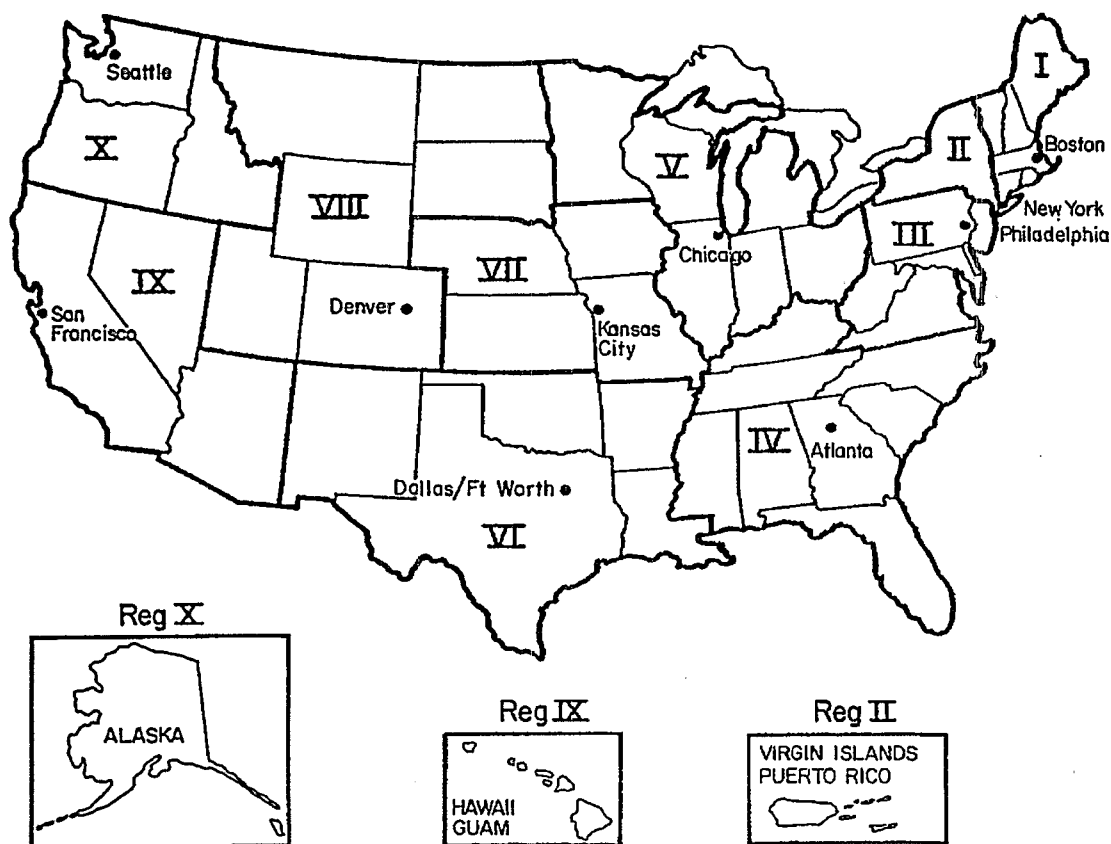 Seattle
I
X
II
Boston
V
VIII
New York
III
Philadelphia
Chicago
VII
IX
San
Francisco
Denver
Kansas
City
IV
Atlanta
Dallas/Ft Worth
VI
Reg X
ALASKA
Reg IX
HAWAII
GUAM
Reg II
VIRGIN ISLANDS
PUERTO RICO